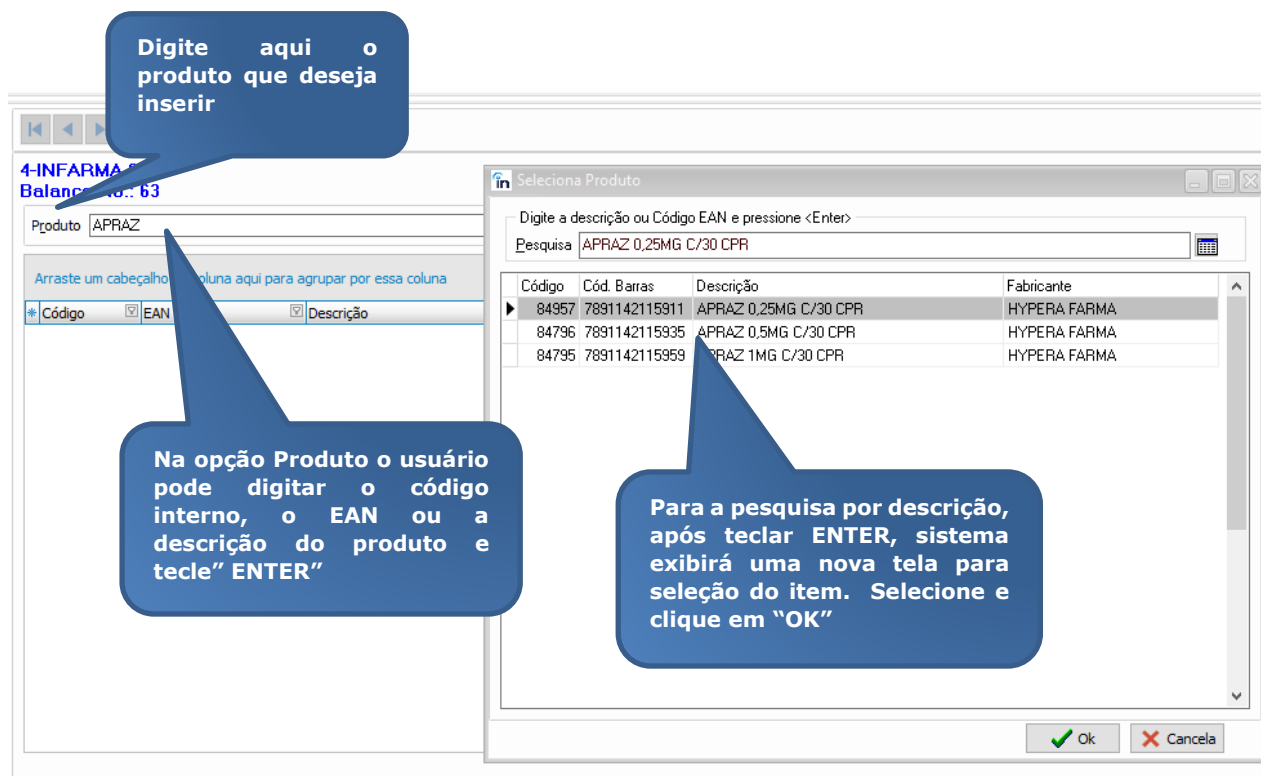 Digite aqui o
produto que deseja
inserir
4-INFARMA
Balanço No.: 63
Produto APRAZ
Arraste um cabeçalho coluna aqui para agrupar por essa coluna
Código EAN Descrição
Na opção Produto o usuário
pode digitar o código
interno, o EAN ou a
descrição do produto e
tecle” ENTER”
in Seleciona Produto
Digite a descrição ou Código EAN e pressione <Enter>
Pesquisa APRAZ 0,25MG C/30 CPR
Código Cód. Barras Descrição Fabricante
84957 7891142115911 APRAZ 0,25MG C/30 CPR HYPERA FARMA
84796 7891142115935 APRAZ 0,5MG C/30 CPR HYPERA FARMA
84795 7891142115959 APRAZ 1MG C/30 CPR HYPERA FARMA
Para a pesquisa por descrição,
após teclar ENTER, sistema
exibirá uma nova tela para
seleção do item. Selecione e
clique em “OK”
Ok Cancela